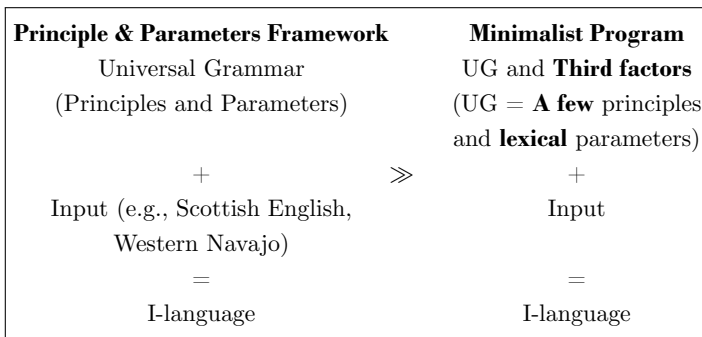 Principle & Parameters Framework Minimalist Program
Universal Grammar UG and Third factors
(Principles and Parameters) (UG = A few principles
and lexical parameters)
+ ≫ +
Input (e.g., Scottish English, Input
Western Navajo)
= =
I-language I-language